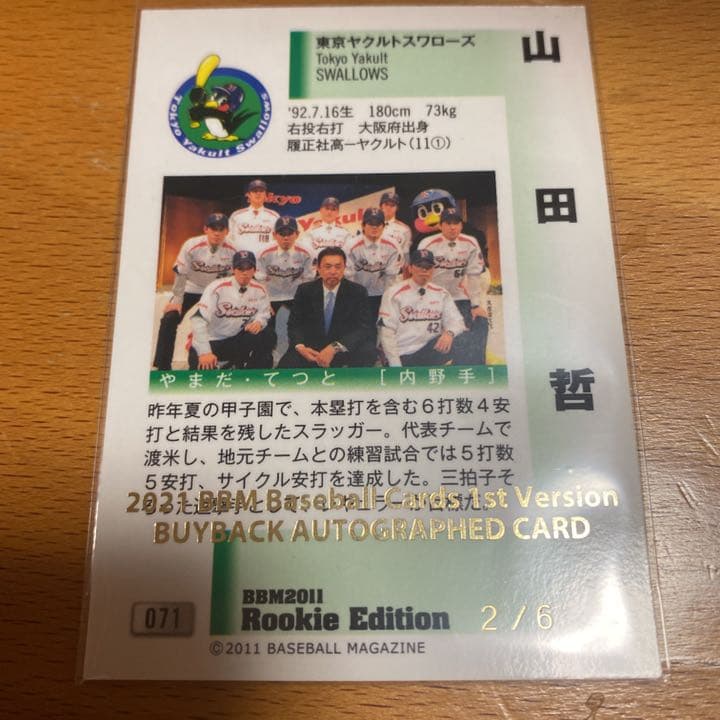 東京ヤクルトスワローズ
Tokyo Yakult
SWALLOWS
山田哲
Tokyo Yakult Swallows
'92.7.16生 180cm 73kg
右投右打 大阪府出身
履正社高―ヤクルト(11①)
Tokyo
Yakult
Swallows
118
64
42
やまだ・てつと [内野手]
昨年夏の甲子園で、本塁打を含む6打数4安
打と結果を残したスラッガー。代表チームで
渡米し、地元チームとの練習試合では5打数
5安打、サイクル安打を達成した。三拍子そ
2021 BBM Baseball Cards 1st Version
BUYBACK AUTOGRAPHED CARD
071
BBM2011
Rookie Edition
2/6
©2011 BASEBALL MAGAZINE